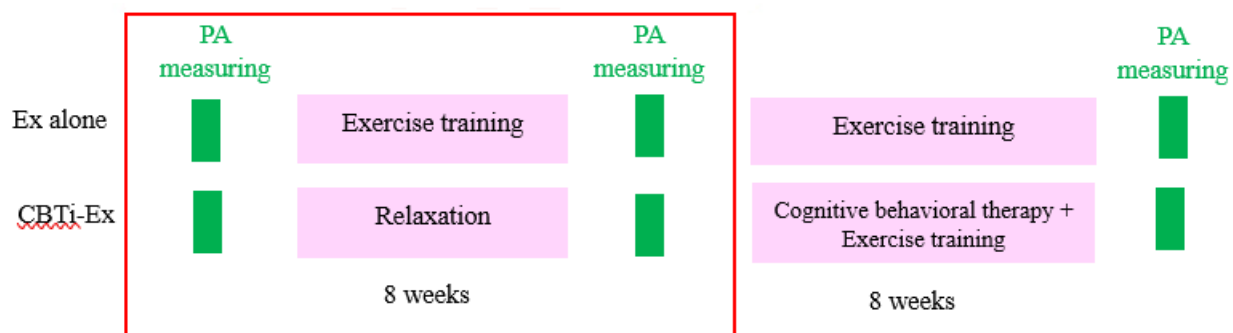 PA
measuring
PA
measuring
PA
measuring
Ex alone
Exercise training
Exercise training
CBTi-Ex
Relaxation
Cognitive behavioral therapy +
Exercise training
8 weeks
8 weeks